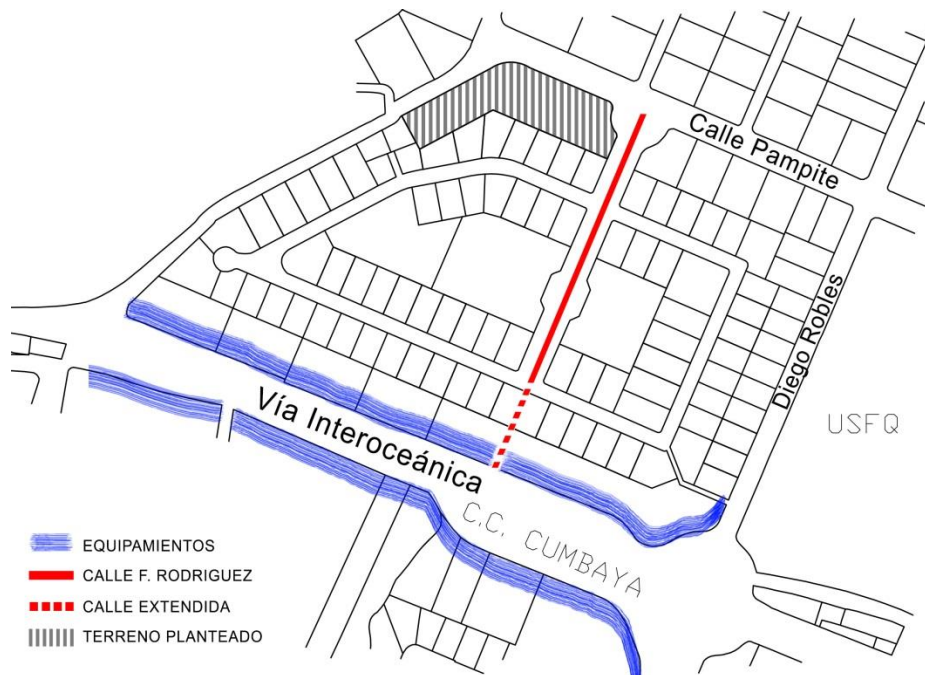 Calle Pampite
Diego Robles
USFQ
Vía Interoceánica
C.C. CUMBAYA
EQUIPAMIENTOS
CALLE F. RODRIGUEZ
CALLE EXTENDIDA
TERRENO PLANTEADO